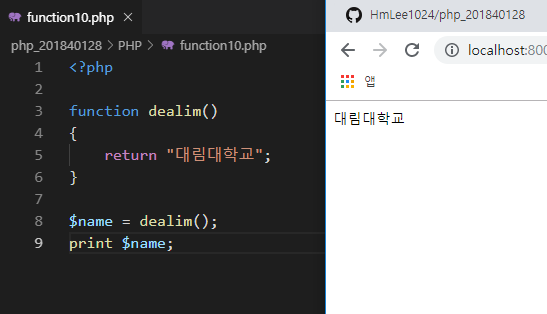 function10.php ×
php_201840128 > PHP > function10.php
1 <?php
2
3 function dealim()
4 {
5     return "대림대학교";
6 }
7
8 $name = dealim();
9 print $name;
HmLee1024/php_201840128
localhost:800
앱
대림대학교